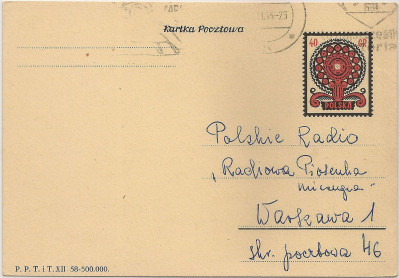 Kartka Pocztowa
40 GR
POLSKA
Polskie Radio
"Radiowa Piosenka
miesiąca"
Warszawa 1
skr. pocztowa 46
P. P. T. i T. XII 58-500.000.